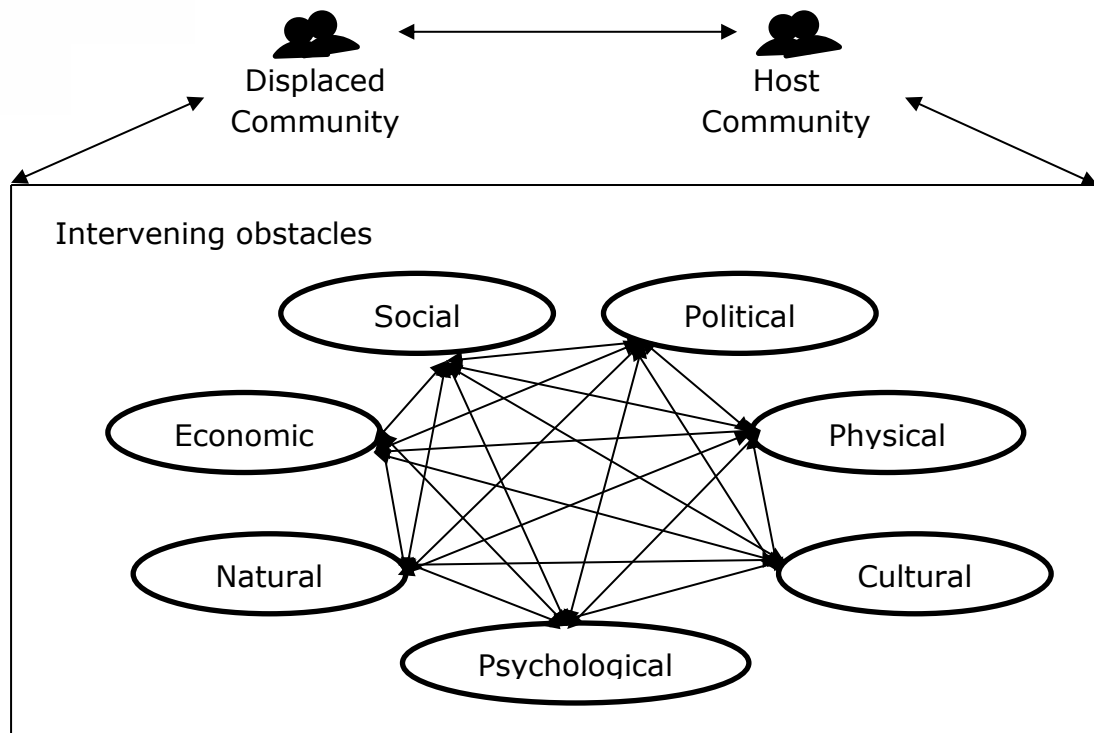 Displaced
Community
Host
Community
Intervening obstacles
Social
Political
Economic
Physical
Natural
Cultural
Psychological